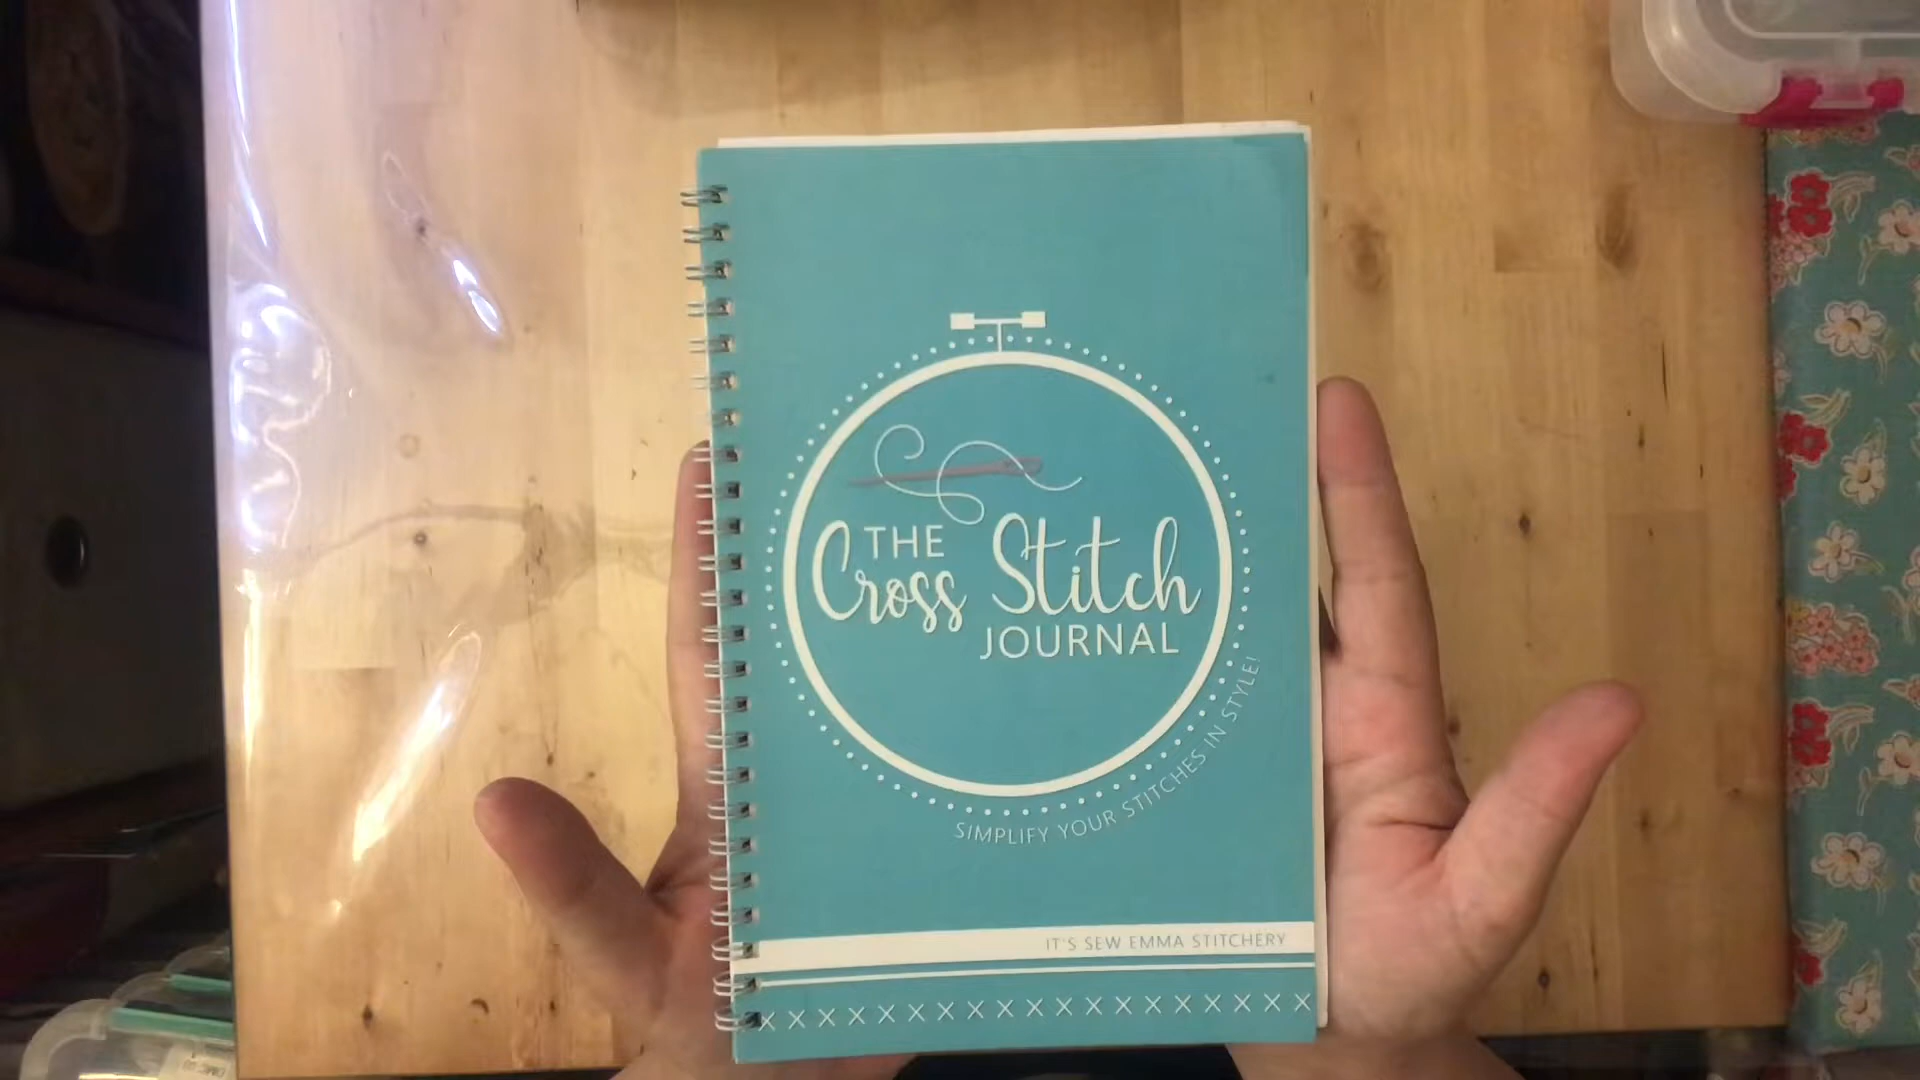 THE
Cross Stitch
JOURNAL
SIMPLIFY YOUR STITCHES IN STYLE!
IT'S SEW EMMA STITCHERY